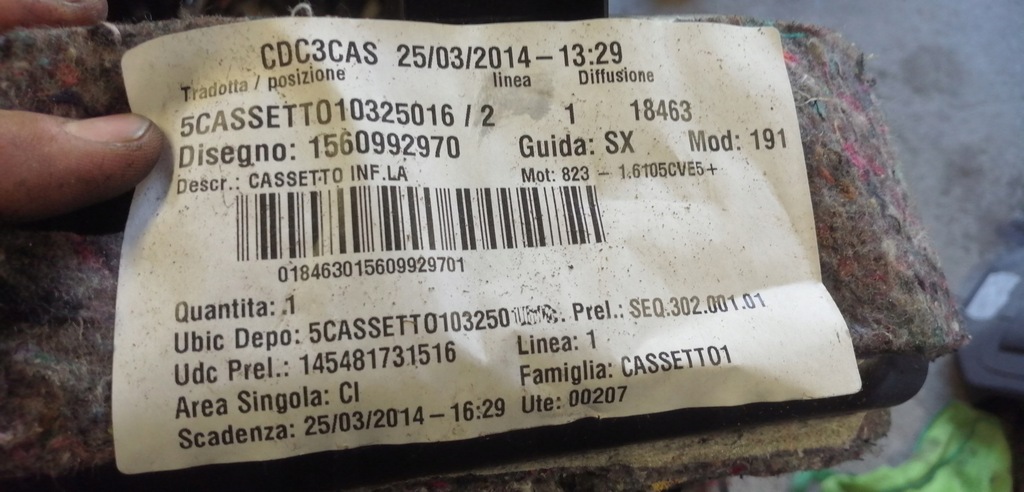 CDC3CAS 25/03/2014-13:29
Tradotta / posizione linea Diffusione
5CASSETTO10325016 / 2 1 18463
Disegno: 1560992970 Guida: SX Mod: 191
Descr.: CASSETTO INF.LA Mot: 823 - 1.6105CVE5+
018463015609929701
Quantita: 1
Ubic Depo: 5CASSETTO103250 Prel.: SEQ.302.001.01
Udc Prel.: 145481731516 Linea: 1
Area Singola: CI Famiglia: CASSETTO1
Scadenza: 25/03/2014-16:29 Ute: 00207